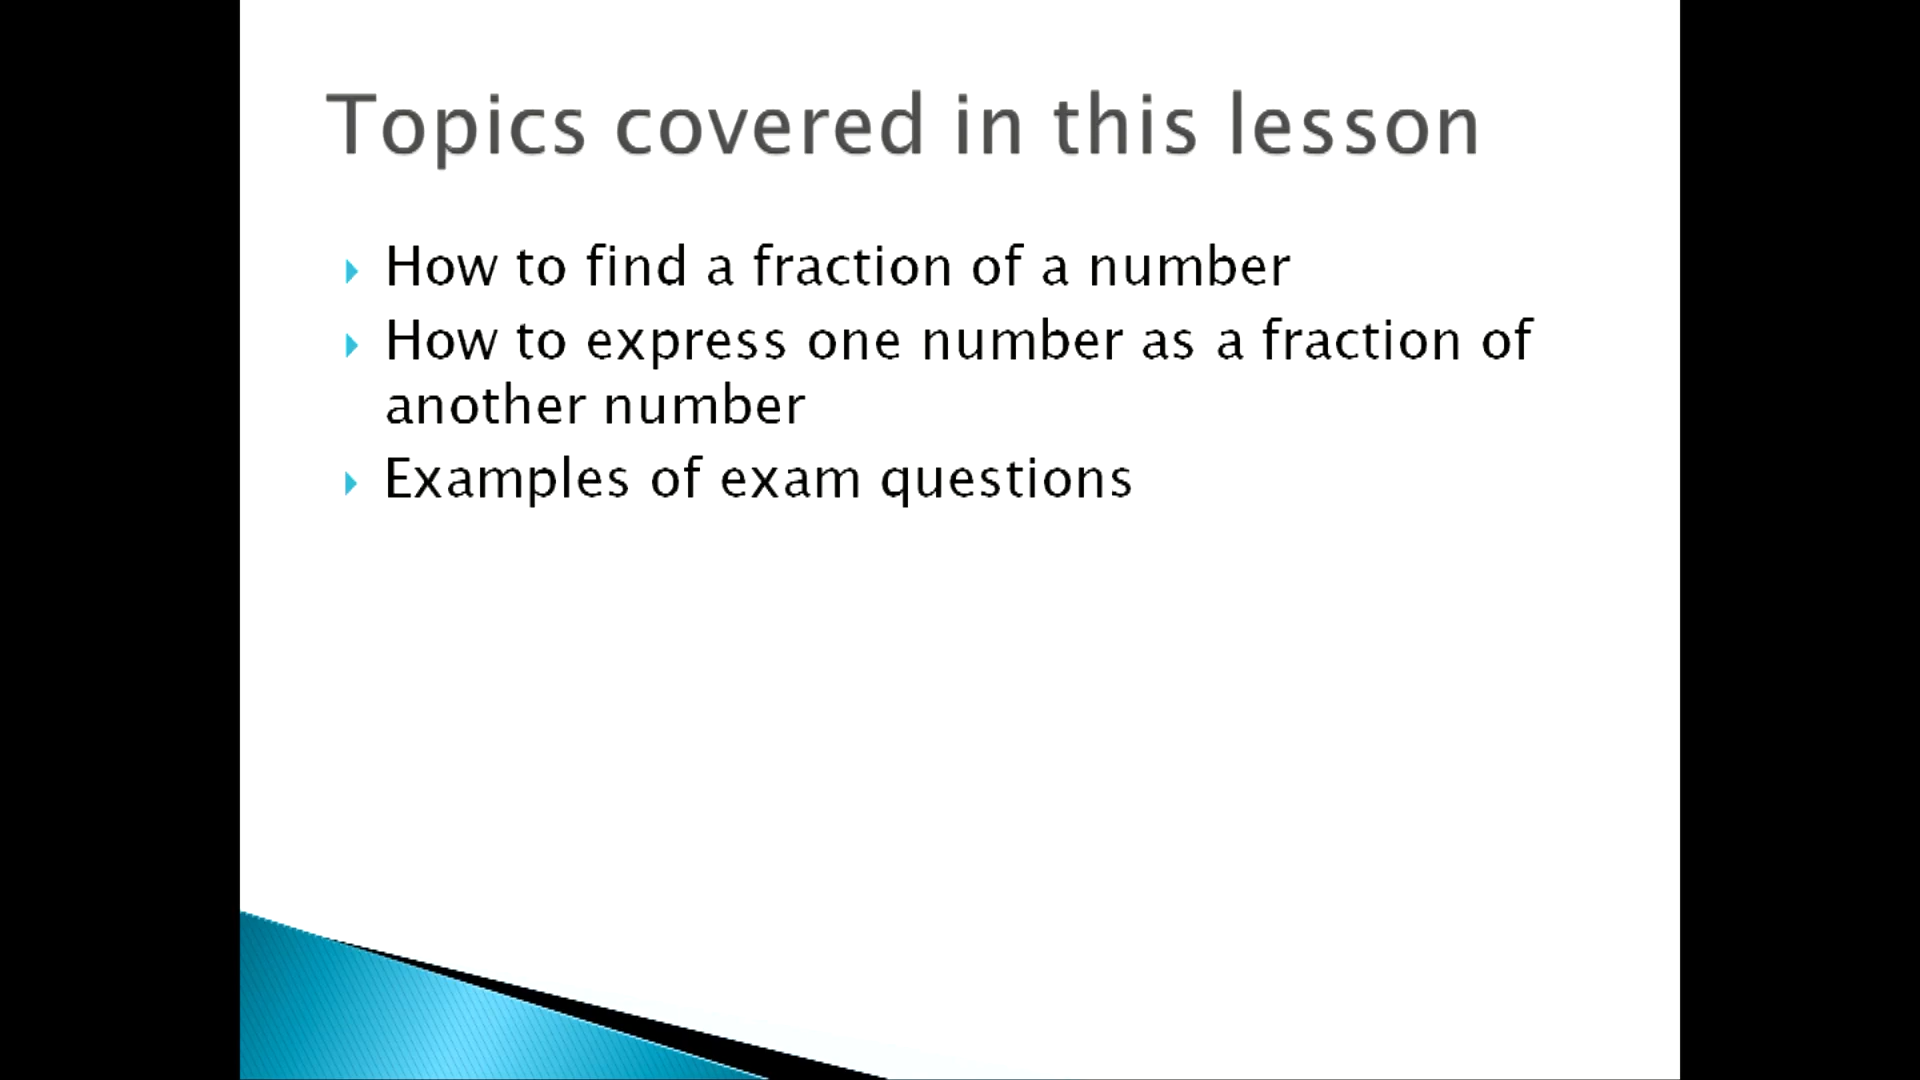 Topics covered in this lesson
How to find a fraction of a number
How to express one number as a fraction of
another number
Examples of exam questions